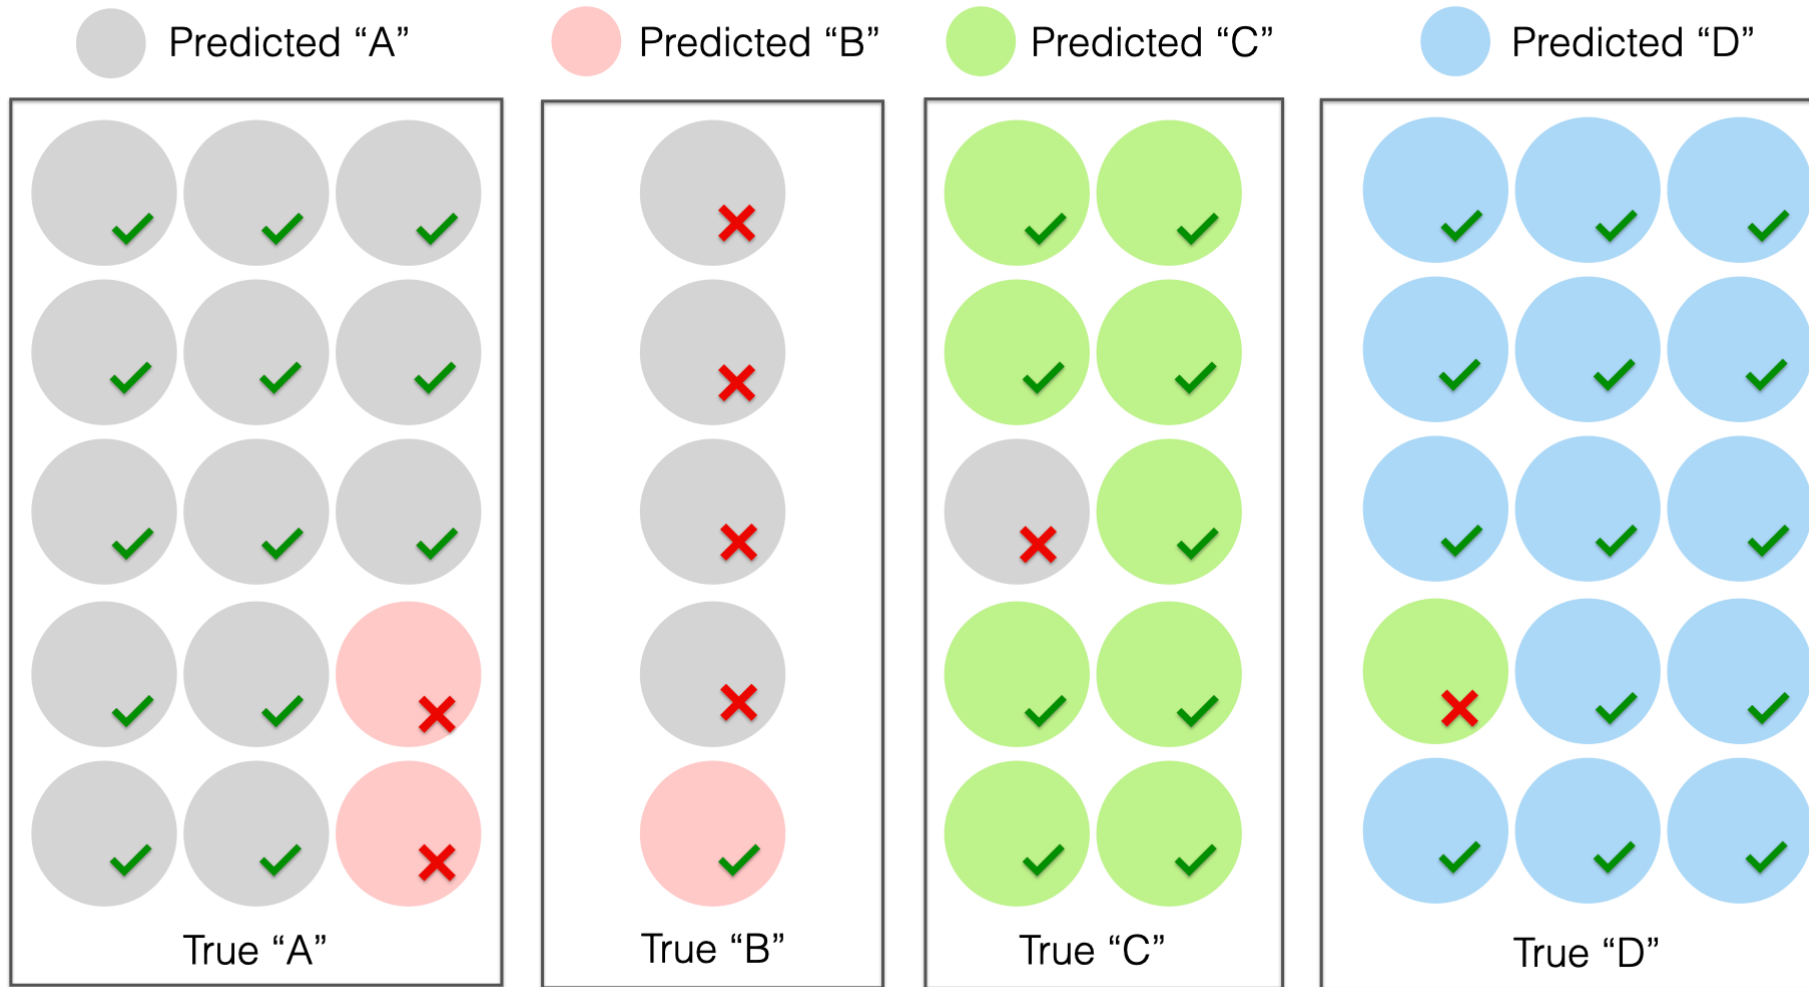 Predicted “A”
Predicted “B”
Predicted “C”
Predicted “D”
True “A”
True “B”
True “C”
True “D”